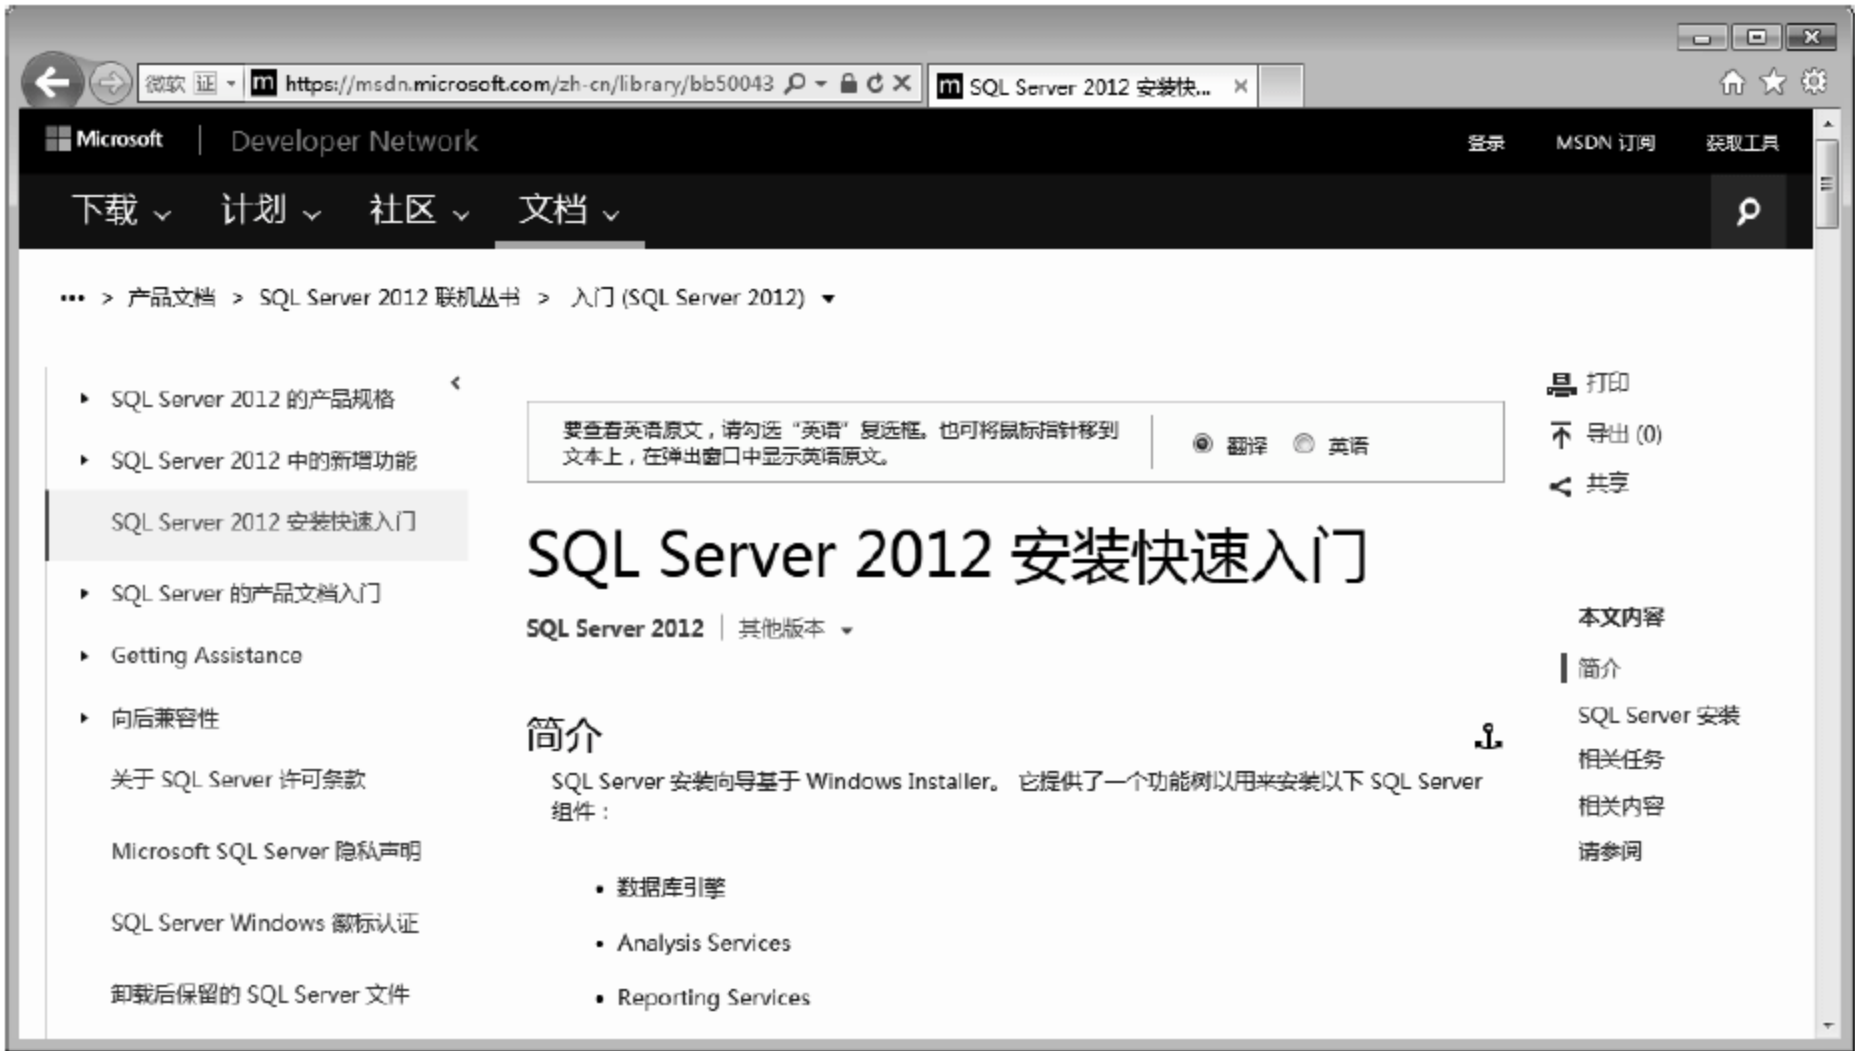 微软 证 https://msdn.microsoft.com/zh-cn/library/bb50043
SQL Server 2012 安装快...
Microsoft
Developer Network
登录
MSDN 订阅
获取工具
下载
计划
社区
文档
••• > 产品文档 > SQL Server 2012 联机丛书 > 入门 (SQL Server 2012)
SQL Server 2012 的产品规格
SQL Server 2012 中的新增功能
SQL Server 2012 安装快速入门
SQL Server 的产品文档入门
Getting Assistance
向后兼容性
关于 SQL Server 许可条款
Microsoft SQL Server 隐私声明
SQL Server Windows 徽标认证
卸载后保留的 SQL Server 文件
要查看英语原文，请勾选“英语”复选框。也可将鼠标指针移到
文本上，在弹出窗口中显示英语原文。
翻译
英语
SQL Server 2012 安装快速入门
SQL Server 2012
其他版本
简介
SQL Server 安装向导基于 Windows Installer。 它提供了一个功能树以用来安装以下 SQL Server
组件：
• 数据库引擎
• Analysis Services
• Reporting Services
打印
导出 (0)
共享
本文内容
简介
SQL Server 安装
相关任务
相关内容
请参阅